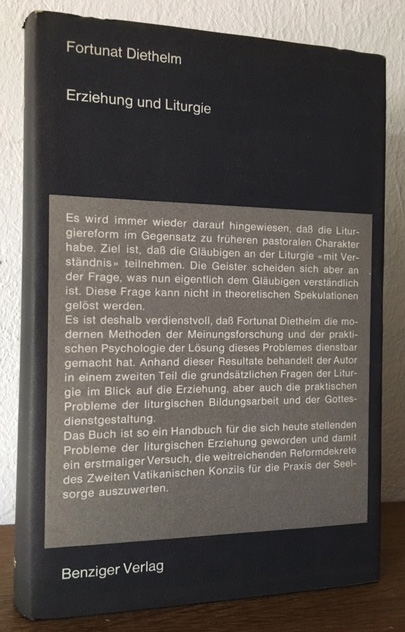 Fortunat Diethelm
Erziehung und Liturgie
Es wird immer wieder darauf hingewiesen, daß die Litur-
giereform im Gegensatz zu früheren pastoralen Charakter
habe. Ziel ist, daß die Gläubigen an der Liturgie «mit Ver-
ständnis» teilnehmen. Die Geister scheiden sich aber an
der Frage, was nun eigentlich dem Gläubigen verständlich
ist. Diese Frage kann nicht in theoretischen Spekulationen
gelöst werden.
Es ist deshalb verdienstvoll, daß Fortunat Diethelm die mo-
dernen Methoden der Meinungsforschung und der prakti-
schen Psychologie der Lösung dieses Problemes dienstbar
gemacht hat. Anhand dieser Resultate behandelt der Autor
in einem zweiten Teil die grundsätzlichen Fragen der Litur-
gie im Blick auf die Erziehung, aber auch die praktischen
Probleme der liturgischen Bildungsarbeit und der Gottes-
dienstgestaltung.
Das Buch ist so ein Handbuch für die sich heute stellenden
Probleme der liturgischen Erziehung geworden und damit
ein erstmaliger Versuch, die weitreichenden Reformdekrete
des Zweiten Vatikanischen Konzils für die Praxis der Seel-
sorge auszuwerten.
Benziger Verlag